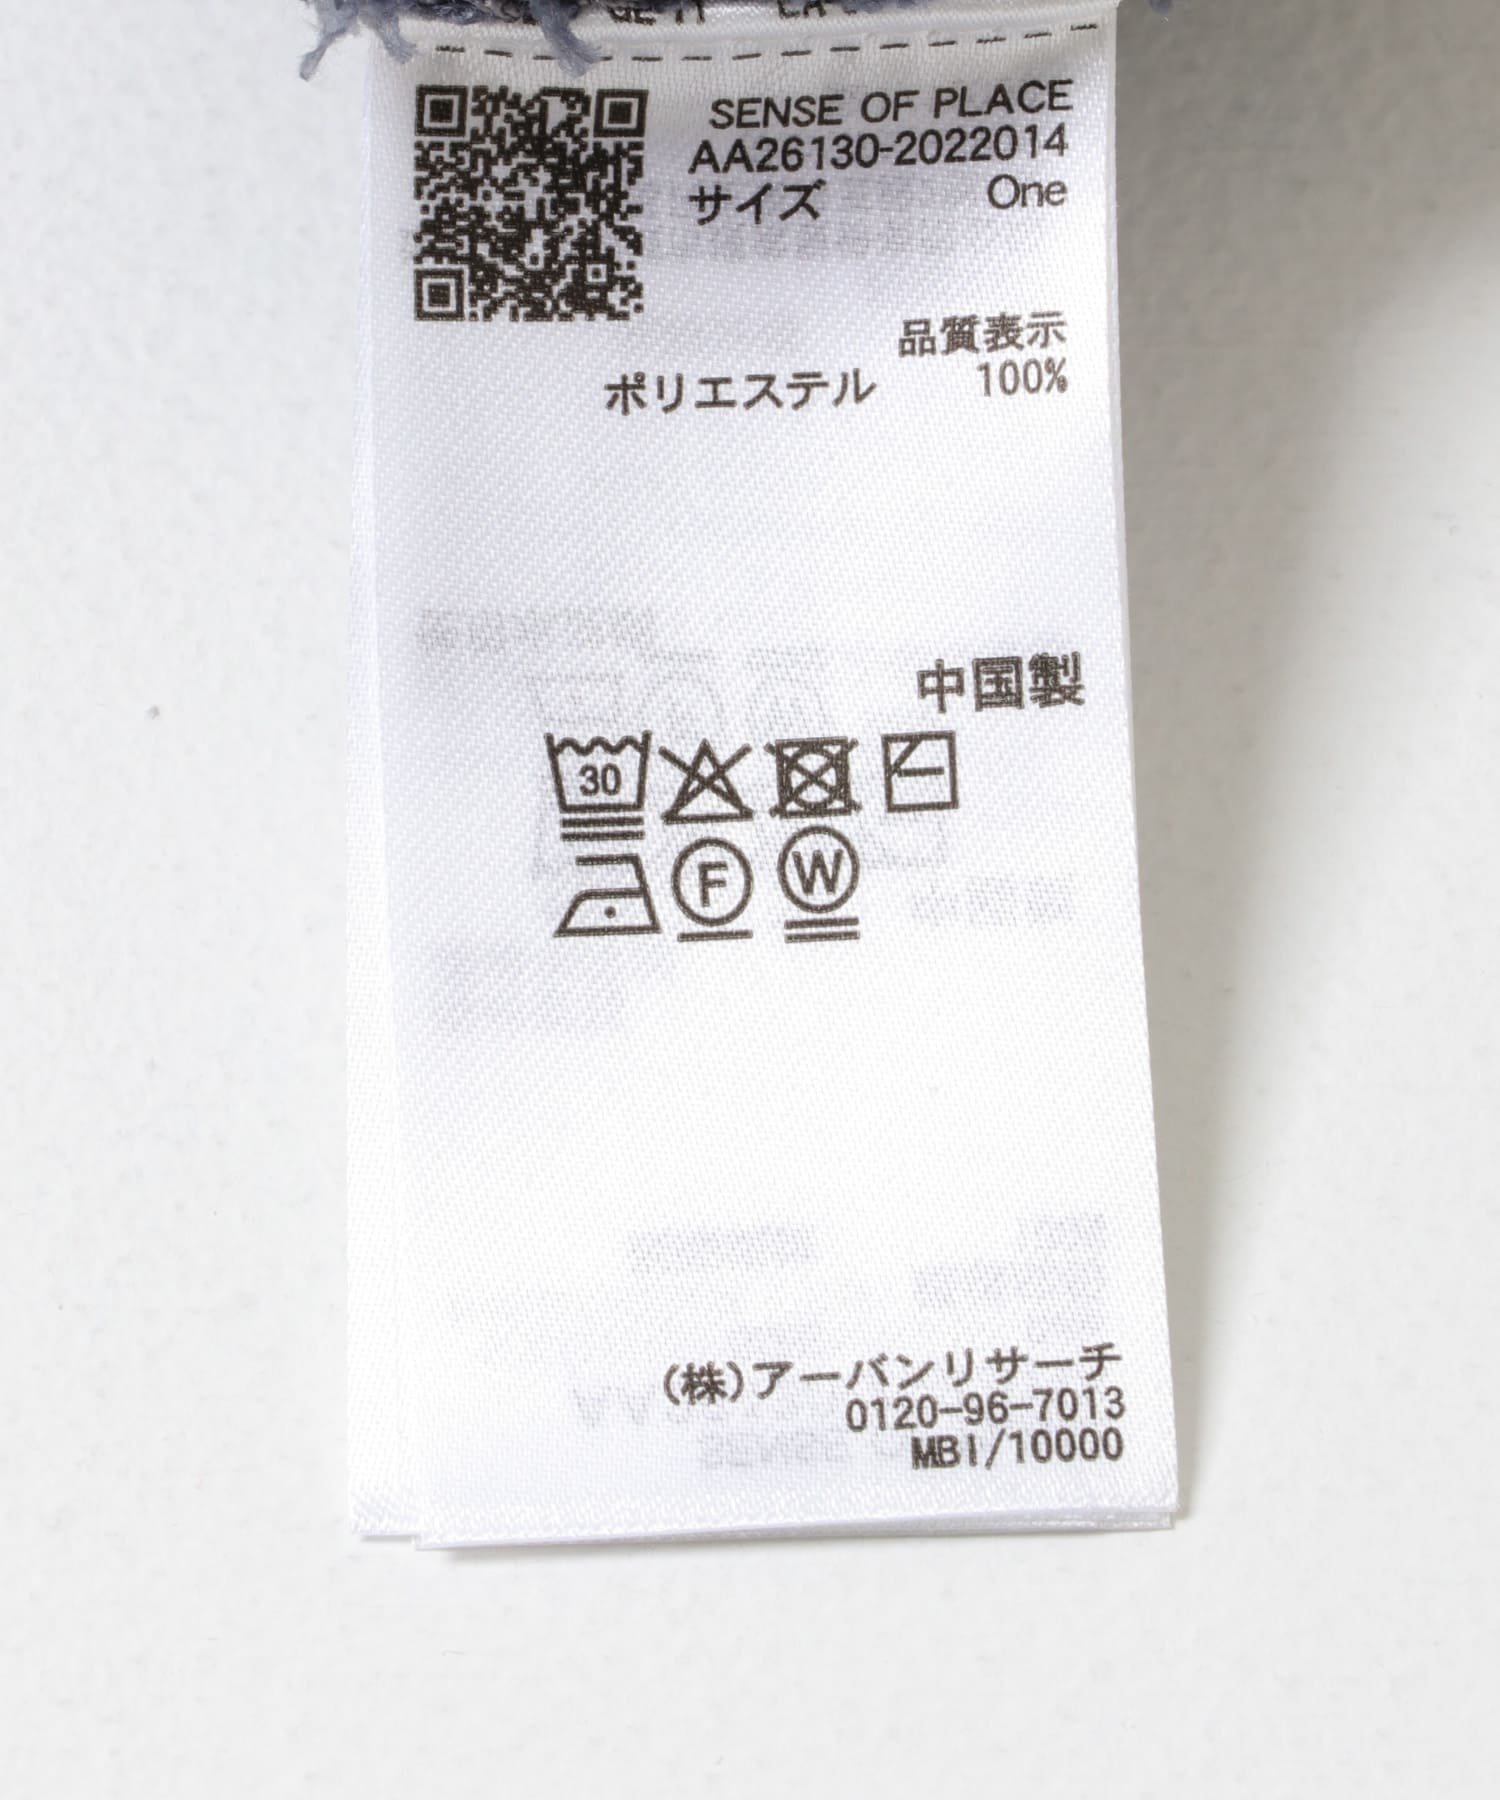 SENSE OF PLACE
AA26130-2022014
サイズ One
品質表示
ポリエステル 100%
中国製
30
F W
(株)アーバンリサーチ
0120-96-7013
MBI/10000